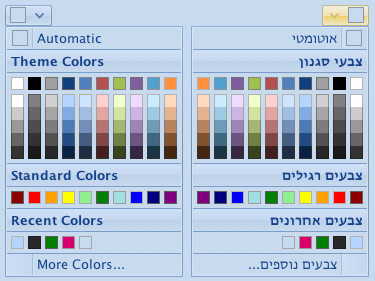 Automatic
Theme Colors
Standard Colors
Recent Colors
More Colors...
אוטומטי
צבעי סגנון
צבעים רגילים
צבעים אחרונים
צבעים נוספים...